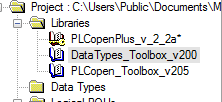 Project : C:\Users\Public\Documents\M
Libraries
PLCopenPlus_v_2_2a*
DataTypes_Toolbox_v200
PLCopen_Toolbox_v205
Data Types